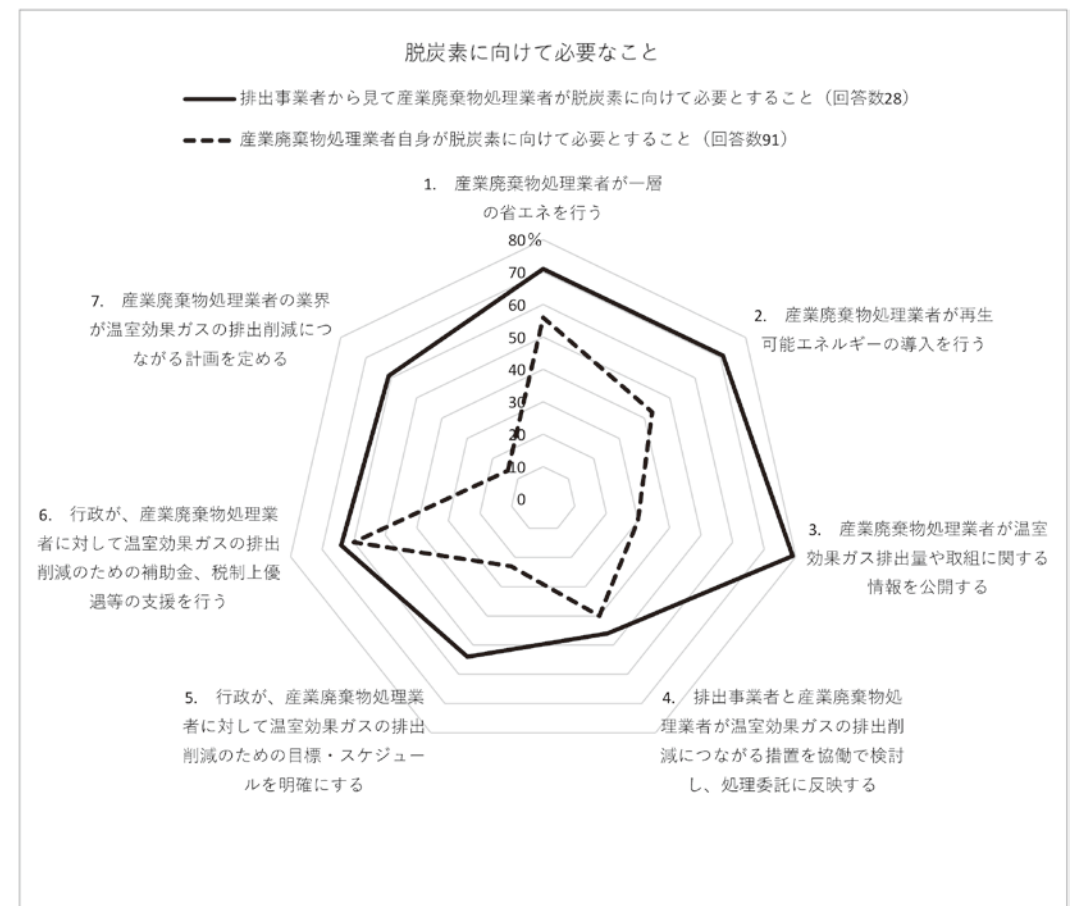 脱炭素に向けて必要なこと
排出事業者から見て産業廃棄物処理業者が脱炭素に向けて必要とすること（回答数28）
産業廃棄物処理業者自身が脱炭素に向けて必要とすること（回答数91）
1. 産業廃棄物処理業者が一層
の省エネを行う
80%
70
60
50
40
30
20
10
0
2. 産業廃棄物処理業者が再生
可能エネルギーの導入を行う
3. 産業廃棄物処理業者が温室
効果ガス排出量や取組に関する
情報を公開する
4. 排出事業者と産業廃棄物処
理業者が温室効果ガスの排出削
減につながる措置を協働で検討
し、処理委託に反映する
5. 行政が、産業廃棄物処理業
者に対して温室効果ガスの排出
削減のための目標・スケジュー
ルを明確にする
6. 行政が、産業廃棄物処理業
者に対して温室効果ガスの排出
削減のための補助金、税制上優
遇等の支援を行う
7. 産業廃棄物処理業者の業界
が温室効果ガスの排出削減につ
ながる計画を定める